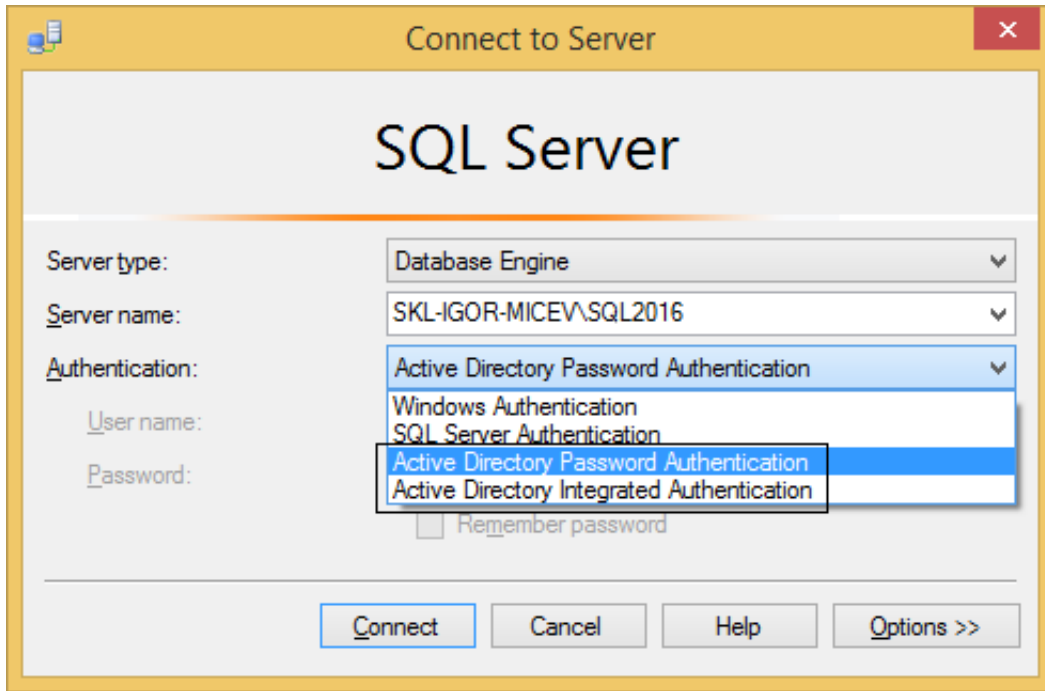 Connect to Server
SQL Server
Server type:
Database Engine
Server name:
SKL-IGOR-MICEV\SQL2016
Authentication:
Active Directory Password Authentication
Windows Authentication
SQL Server Authentication
Active Directory Password Authentication
Active Directory Integrated Authentication
User name:
Password:
Remember password
Connect
Cancel
Help
Options >>